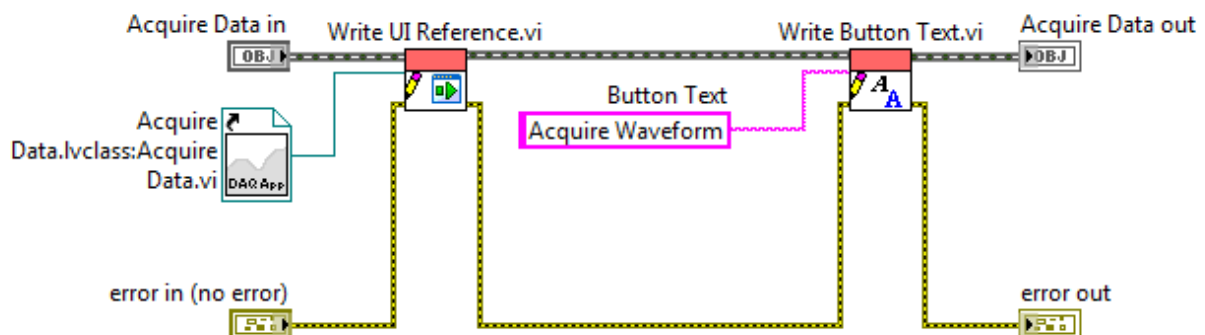 Acquire Data in
Write UI Reference.vi
Write Button Text.vi
Acquire Data out
OBJ
OBJ
A
A
Button Text
Acquire Waveform
Acquire
Data.lvclass:Acquire
Data.vi
DAQ App
error in (no error)
error out